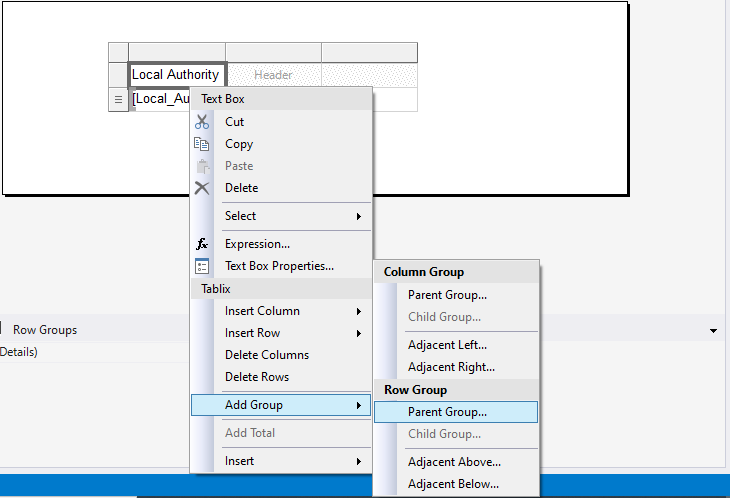 Local Authority
Header
[Local_Au
Text Box
Cut
Copy
Paste
Delete
Select
Expression...
Text Box Properties...
Tablix
Insert Column
Insert Row
Delete Columns
Delete Rows
Add Group
Add Total
Insert
Column Group
Parent Group...
Child Group...
Adjacent Left...
Adjacent Right...
Row Group
Parent Group...
Child Group...
Adjacent Above...
Adjacent Below...
Row Groups
Details)